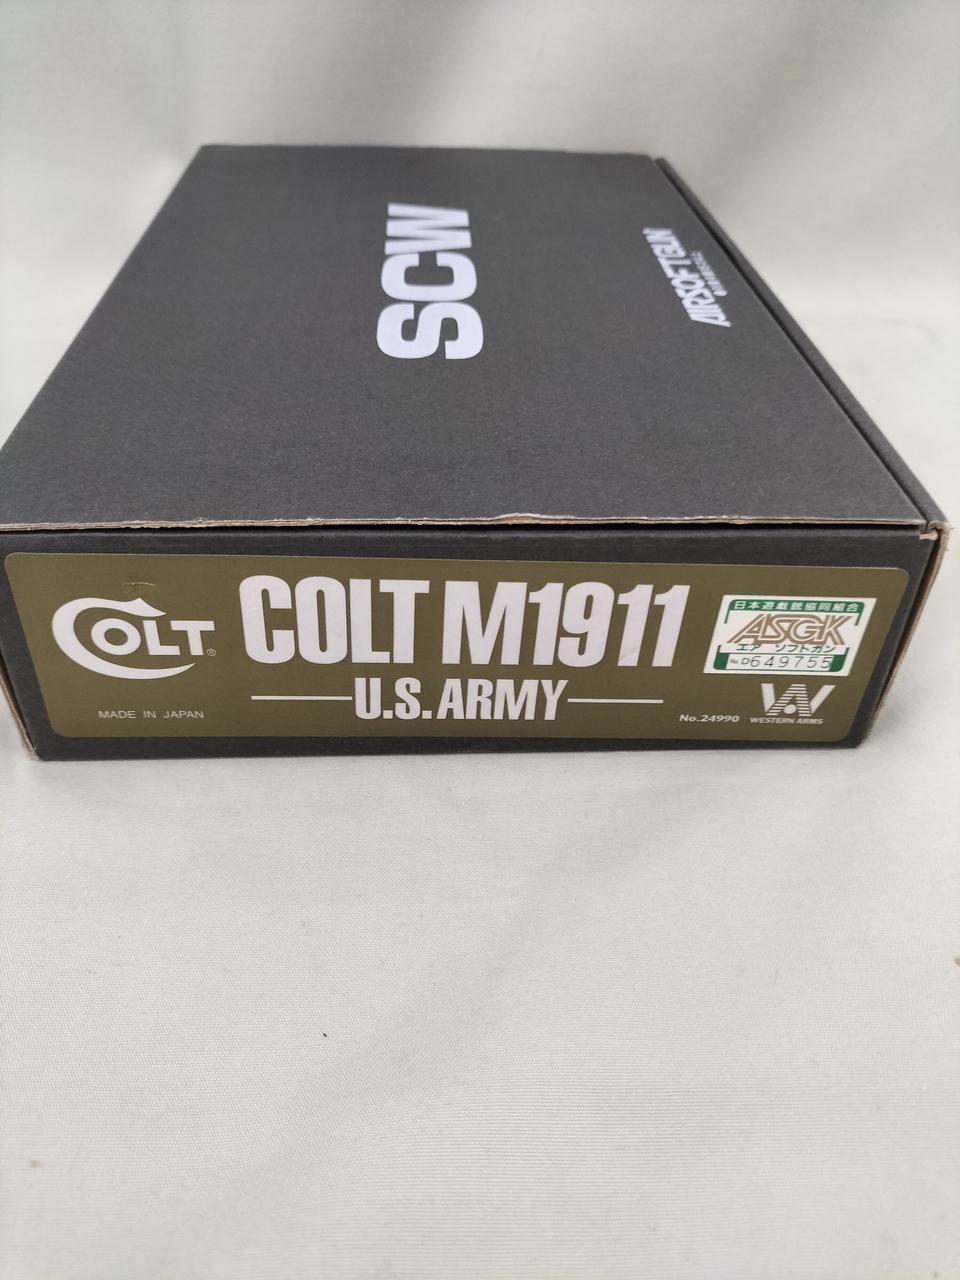 SCW
COLT®
COLT M1911
U.S. ARMY
MADE IN JAPAN
日本遊戯銃協同組合
ASGK
エアーソフトガン
No.D649755
No.24990
WESTERN ARMS